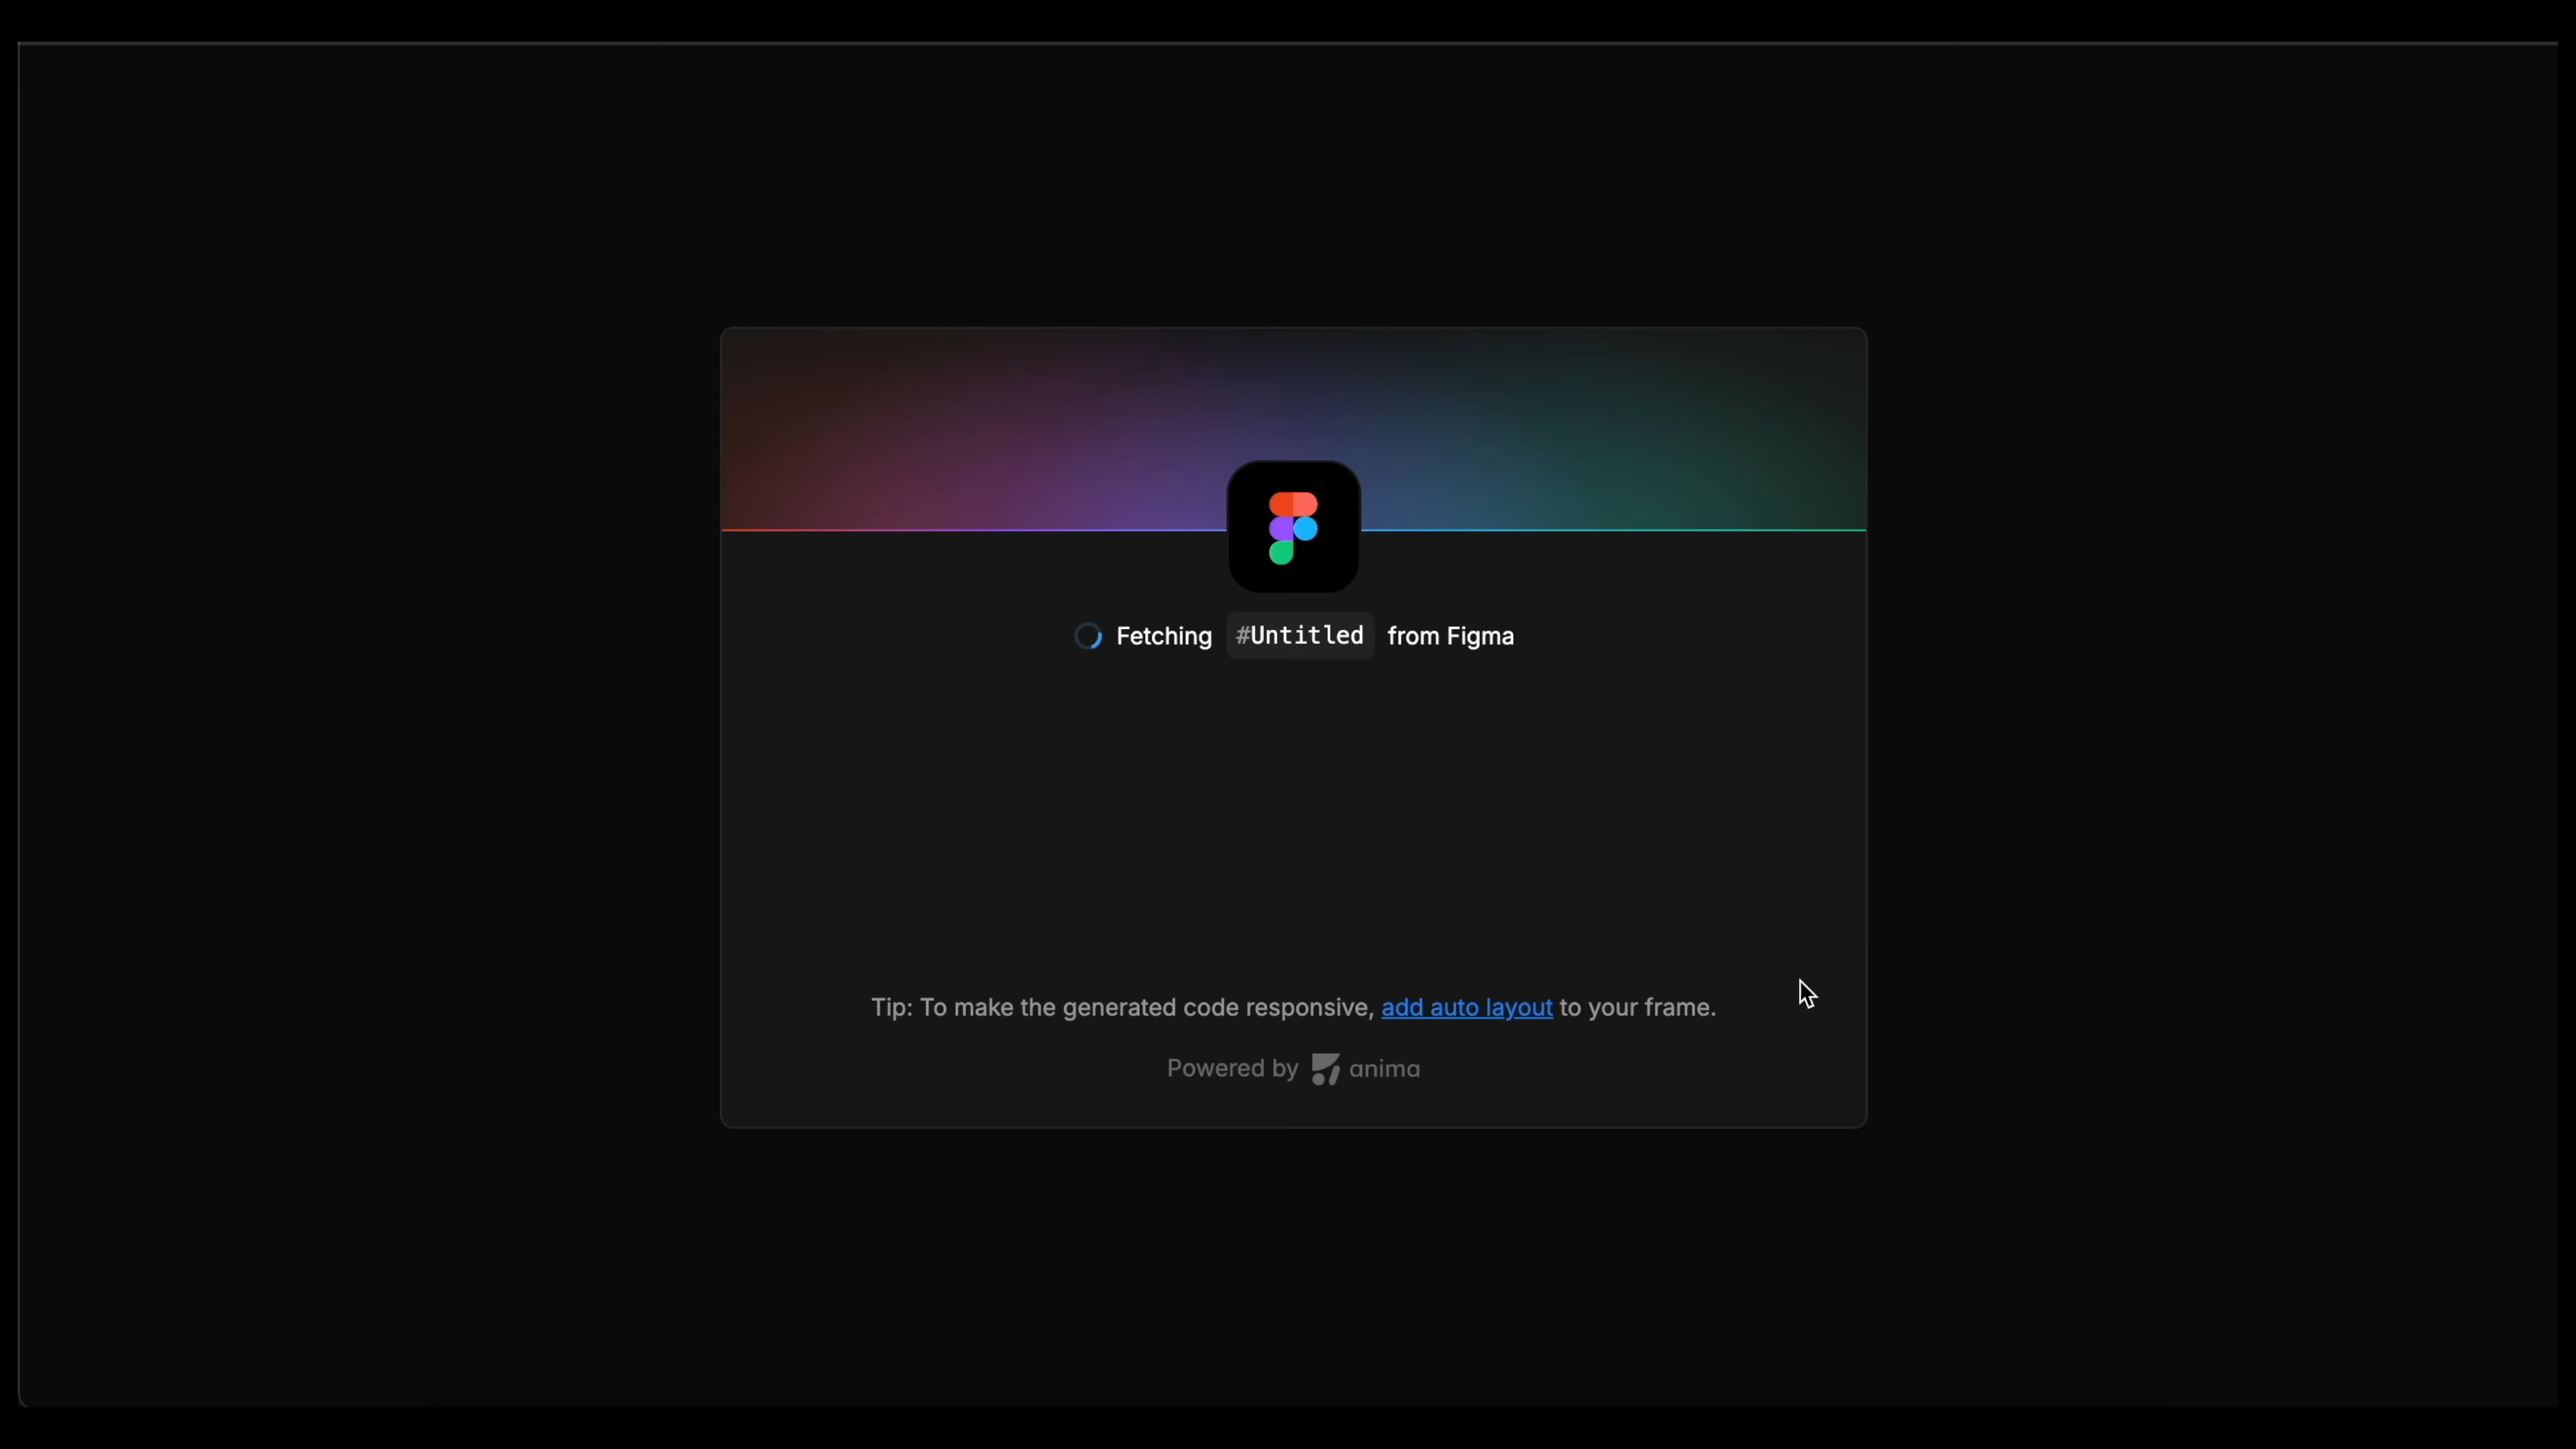 Fetching #Untitled from Figma
Tip: To make the generated code responsive, add auto layout to your frame.
Powered by anima